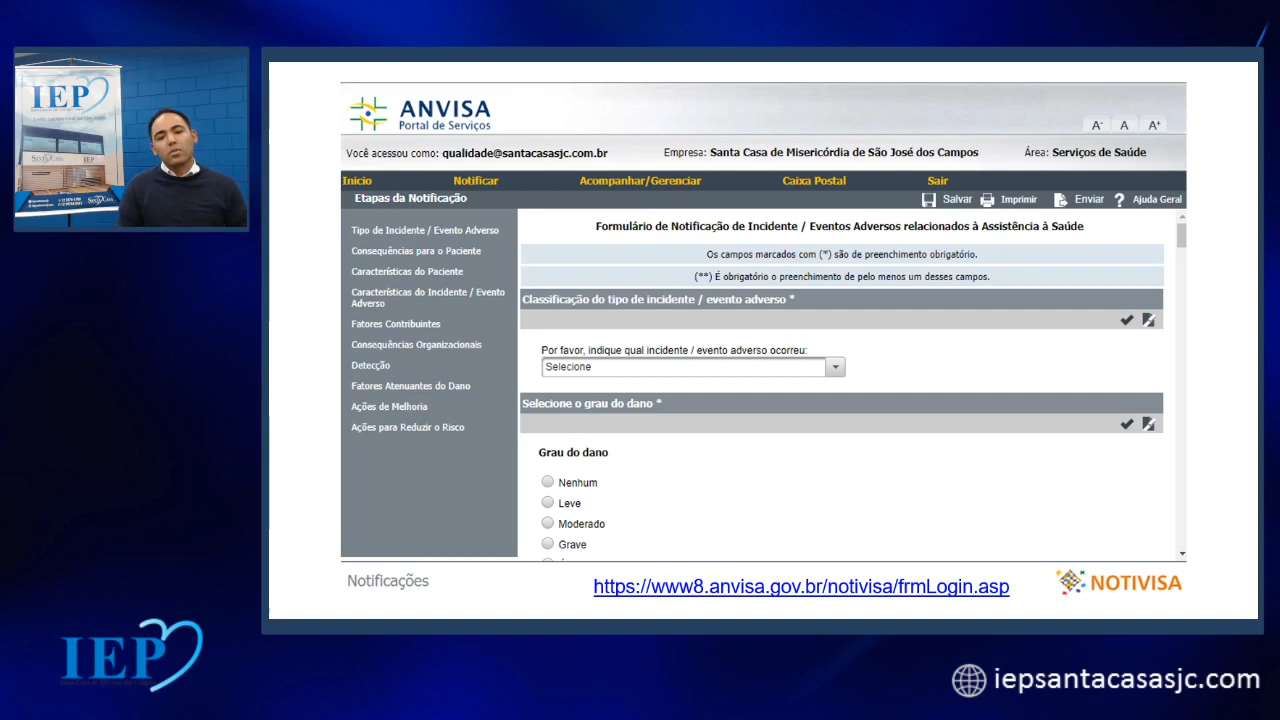 IEP
SANTA CASA
IEP
SANTA CASA
ANVISA
Portal de Serviços
A- A A+
Você acessou como: qualidade@santacasasjc.com.br Empresa: Santa Casa de Misericórdia de São José dos Campos Área: Serviços de Saúde
Inicio Notificar Acompanhar/Gerenciar Caixa Postal Sair
Etapas da Notificação Salvar Imprimir Enviar ? Ajuda Geral
Tipo de Incidente / Evento Adverso
Consequências para o Paciente
Características do Paciente
Características do Incidente / Evento
Adverso
Fatores Contribuintes
Consequências Organizacionais
Detecção
Fatores Atenuantes do Dano
Ações de Melhoria
Ações para Reduzir o Risco
Formulário de Notificação de Incidente / Eventos Adversos relacionados à Assistência à Saúde
Os campos marcados com (*) são de preenchimento obrigatório.
(**) É obrigatório o preenchimento de pelo menos um desses campos.
Classificação do tipo de incidente / evento adverso *
Por favor, indique qual incidente / evento adverso ocorreu:
Selecione
Selecione o grau do dano *
Grau do dano
Nenhum
Leve
Moderado
Grave
Notificações
https://www8.anvisa.gov.br/notivisa/frmLogin.asp
NOTIVISA
IEP
iepsantacasasjc.com